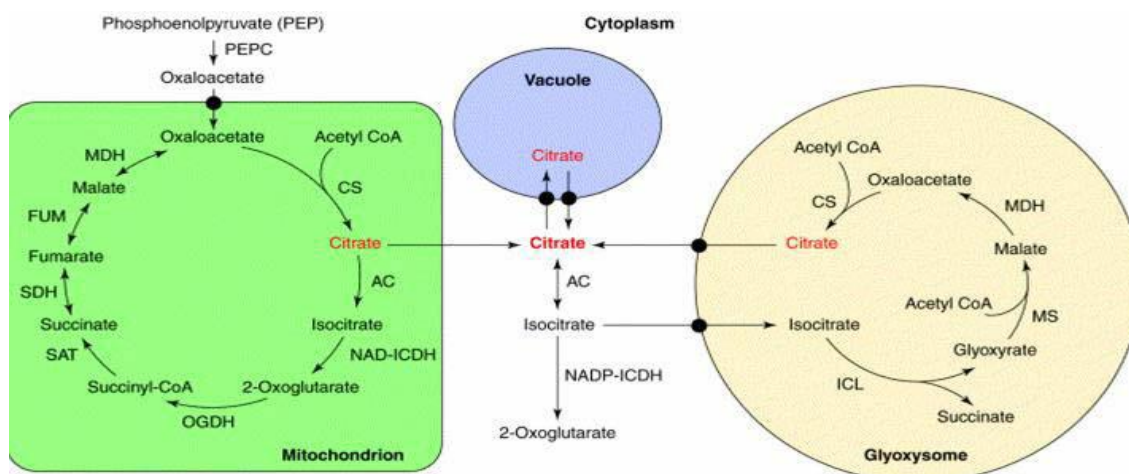 Phosphoenolpyruvate (PEP)
PEPC
Oxaloacetate
Cytoplasm
Vacuole
Citrate
Oxaloacetate
Acetyl CoA
MDH
CS
Malate
FUM
Citrate
Fumarate
AC
SDH
Isocitrate
Succinate
NAD-ICDH
SAT
Succinyl-CoA
2-Oxoglutarate
OGDH
Mitochondrion
Citrate
AC
Isocitrate
NADP-ICDH
2-Oxoglutarate
Acetyl CoA
Oxaloacetate
CS
MDH
Citrate
Malate
Acetyl CoA
MS
Isocitrate
Glyoxyrate
ICL
Succinate
Glyoxysome